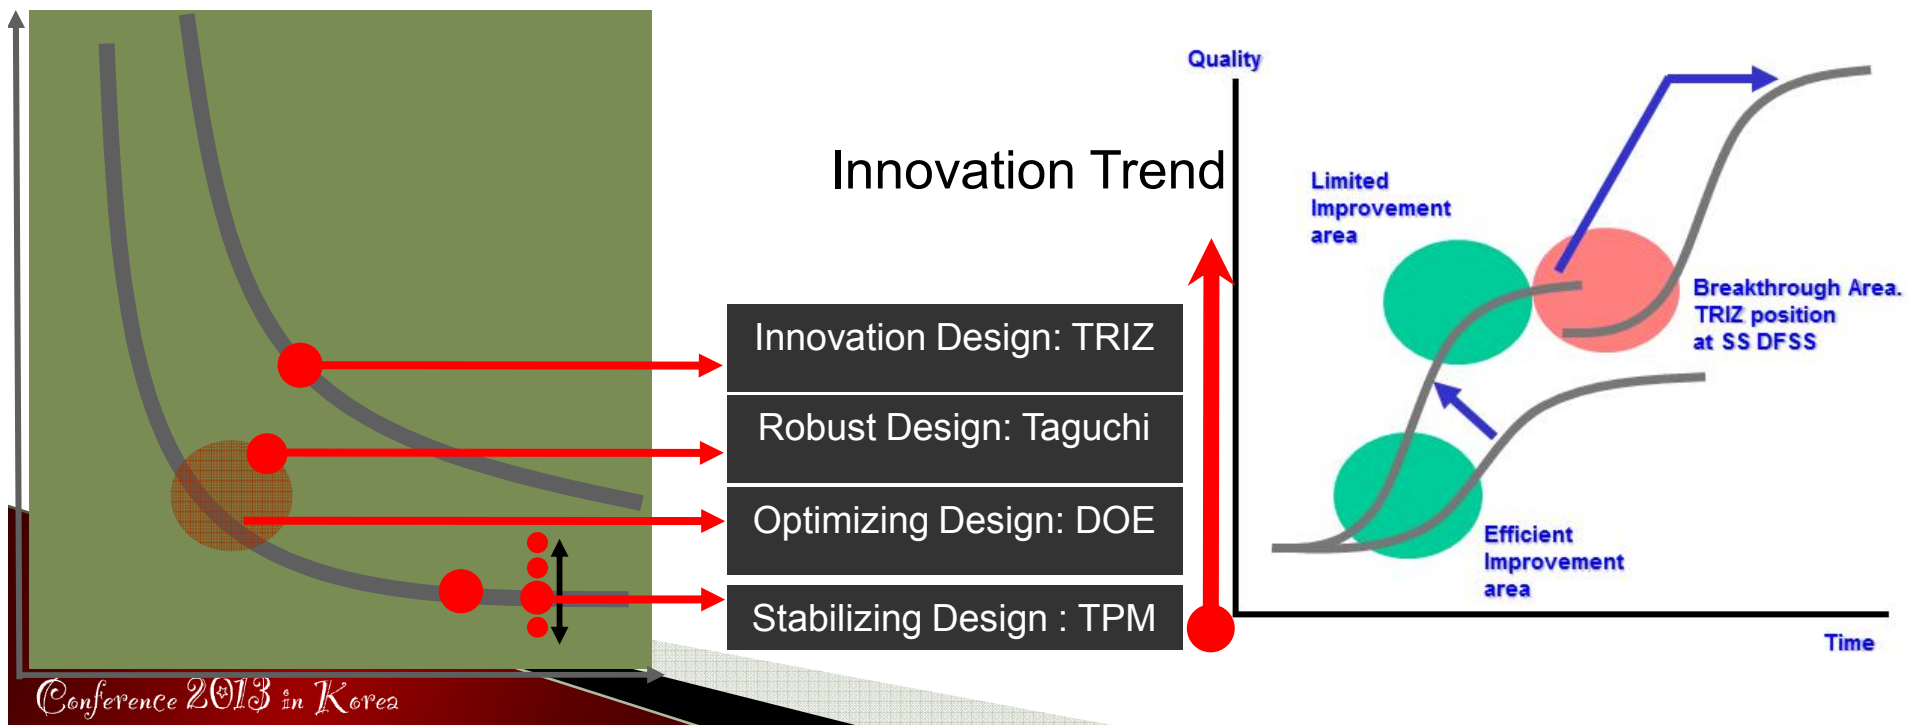 Innovation Trend
Innovation Design: TRIZ
Robust Design: Taguchi
Optimizing Design: DOE
Stabilizing Design : TPM
Quality
Limited
Improvement
area
Breakthrough Area.
TRIZ position
at SS DFSS
Efficient
Improvement
area
Time
Conference 2013 in Korea